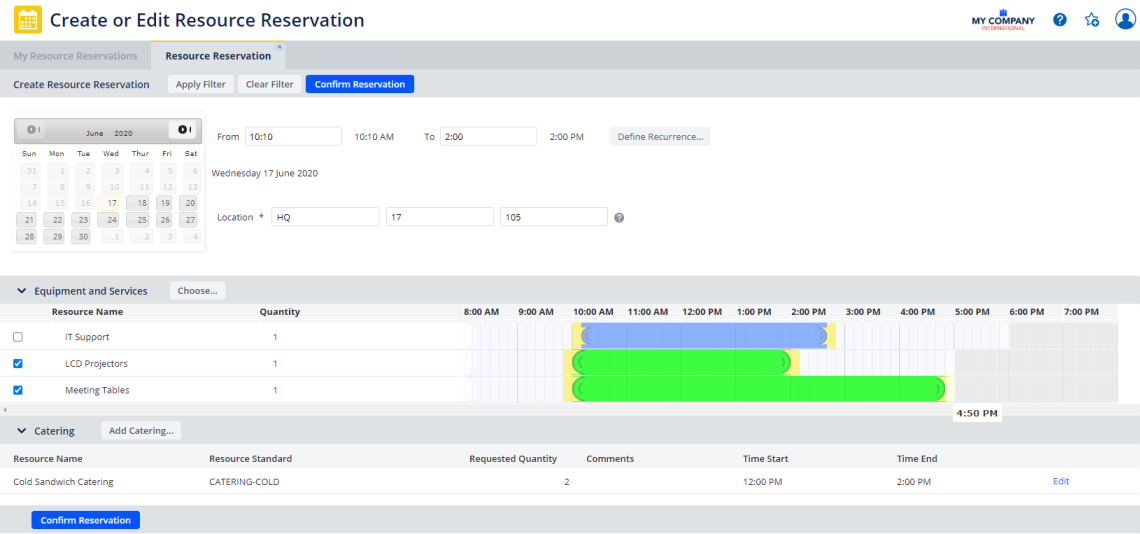 Create or Edit Resource Reservation
MY COMPANY
INTERNATIONAL
My Resource Reservations
Resource Reservation
Create Resource Reservation Apply Filter Clear Filter Confirm Reservation
June 2020
Sun Mon Tue Wed Thur Fri Sat
31 1 2 3 4 5 6
7 8 9 10 11 12 13
14 15 16 17 18 19 20
21 22 23 24 25 26 27
28 29 30 1 2 3 4
From 10:10 10:10 AM To 2:00 2:00 PM Define Recurrence...
Wednesday 17 June 2020
Location * HQ 17 105
Equipment and Services Choose...
Resource Name Quantity 8:00 AM 9:00 AM 10:00 AM 11:00 AM 12:00 PM 1:00 PM 2:00 PM 3:00 PM 4:00 PM 5:00 PM 6:00 PM 7:00 PM
IT Support 1
LCD Projectors 1
Meeting Tables 1
4:50 PM
Catering Add Catering...
Resource Name Resource Standard Requested Quantity Comments Time Start Time End
Cold Sandwich Catering CATERING-COLD 2 12:00 PM 2:00 PM Edit
Confirm Reservation